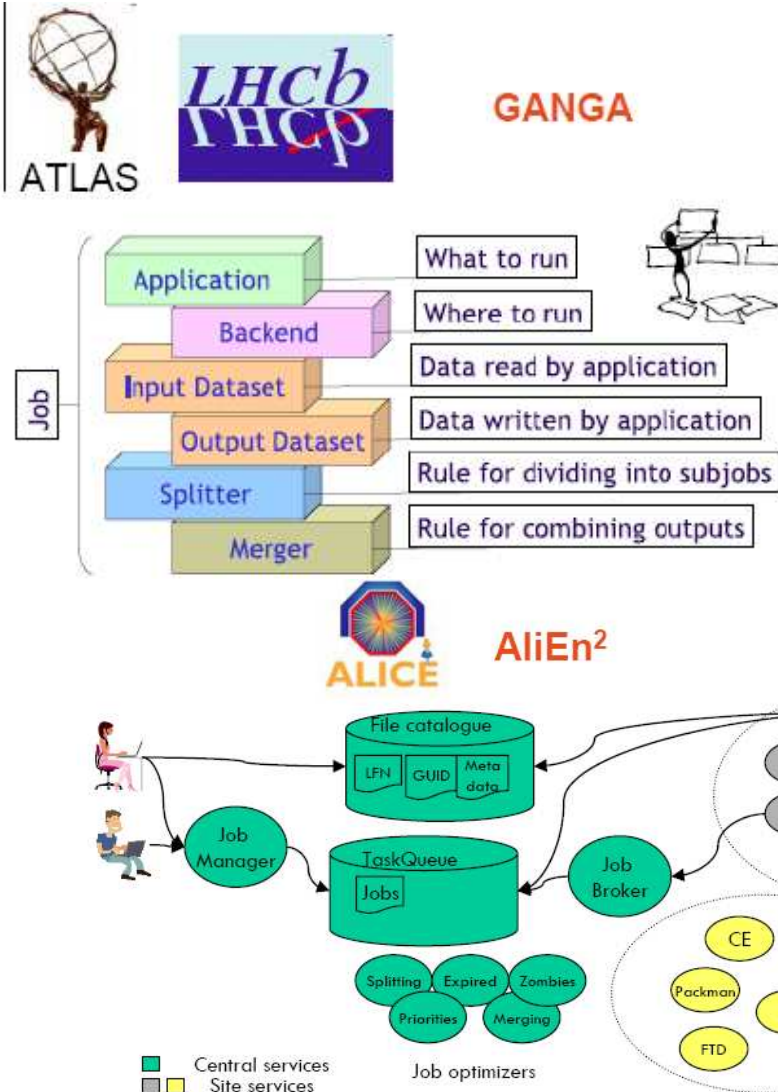 ATLAS
LHCb
LHCb
GANGA
Job
Application
What to run
Backend
Where to run
Input Dataset
Data read by application
Output Dataset
Data written by application
Splitter
Rule for dividing into subjobs
Merger
Rule for combining outputs
ALICE
AliEn²
File catalogue
LFN
GUID
Meta
data
Job
Manager
TaskQueue
Jobs
Job
Broker
CE
Packman
FTD
Splitting
Expired
Zombies
Priorities
Merging
Central services
Job optimizers
Site services